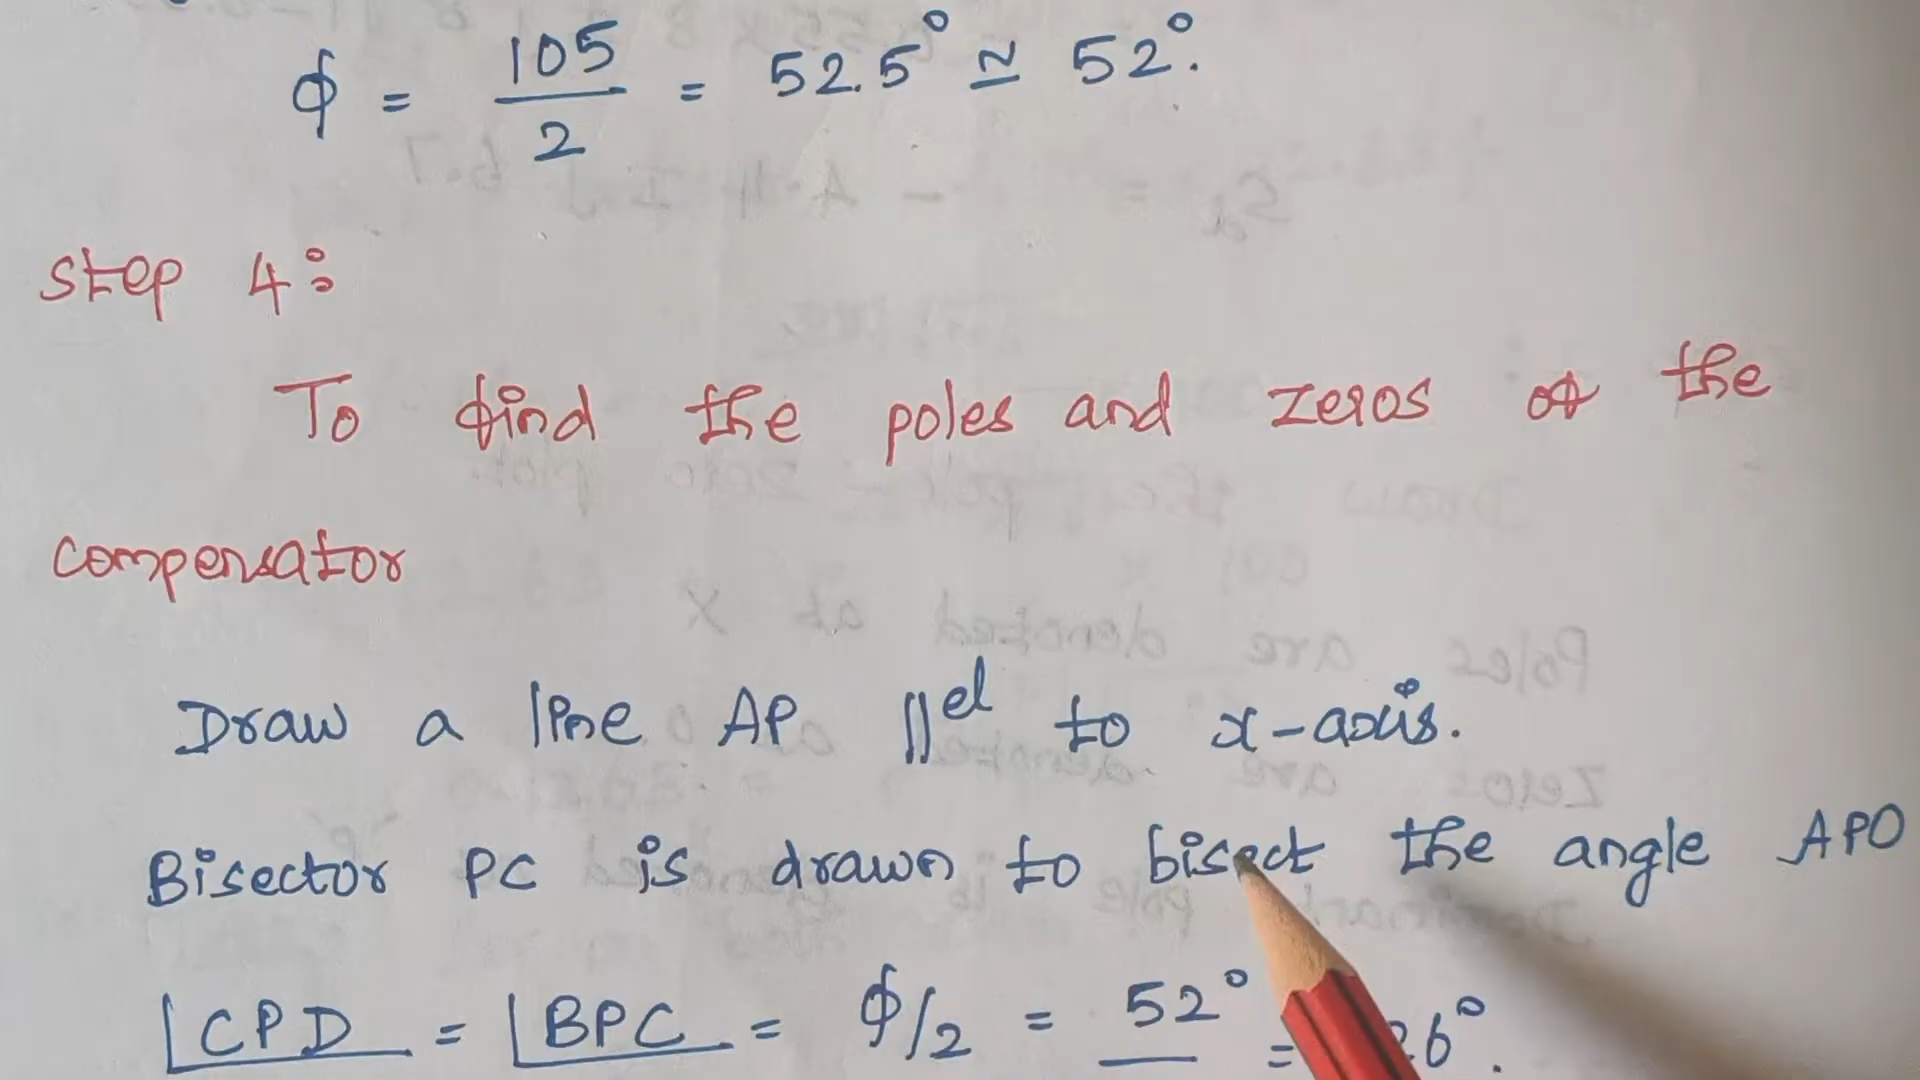 φ = 105/2 = 52.5° ≃ 52°.
Step 4:
To find the poles and zeros of the
compensator
Draw a line AP ||el to x-axis.
Bisector PC is drawn to bisect the angle APO
∠CPD = ∠BPC = φ/2 = 52° = 26°.